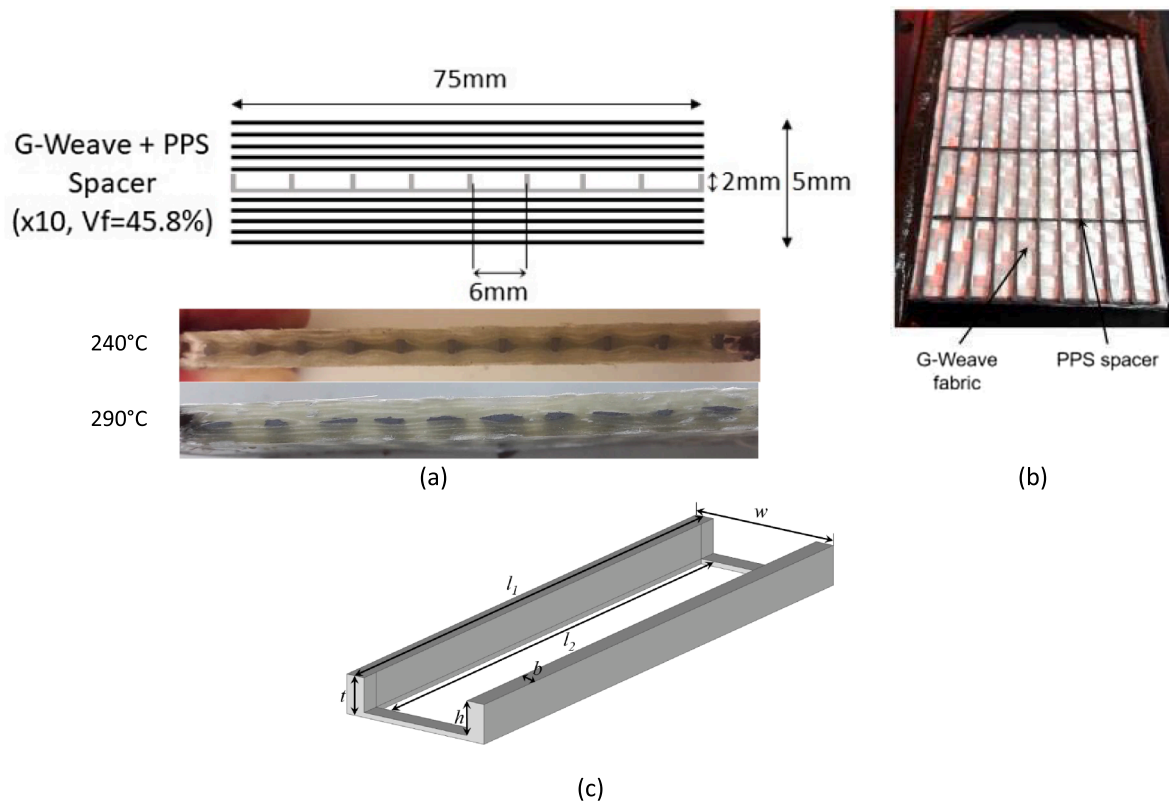 75mm
G-Weave + PPS
Spacer
(x10, Vf=45.8%)
2mm
5mm
6mm
240°C
290°C
(a)
G-Weave
fabric
PPS spacer
(b)
w
l1
l2
b
t
h
(c)